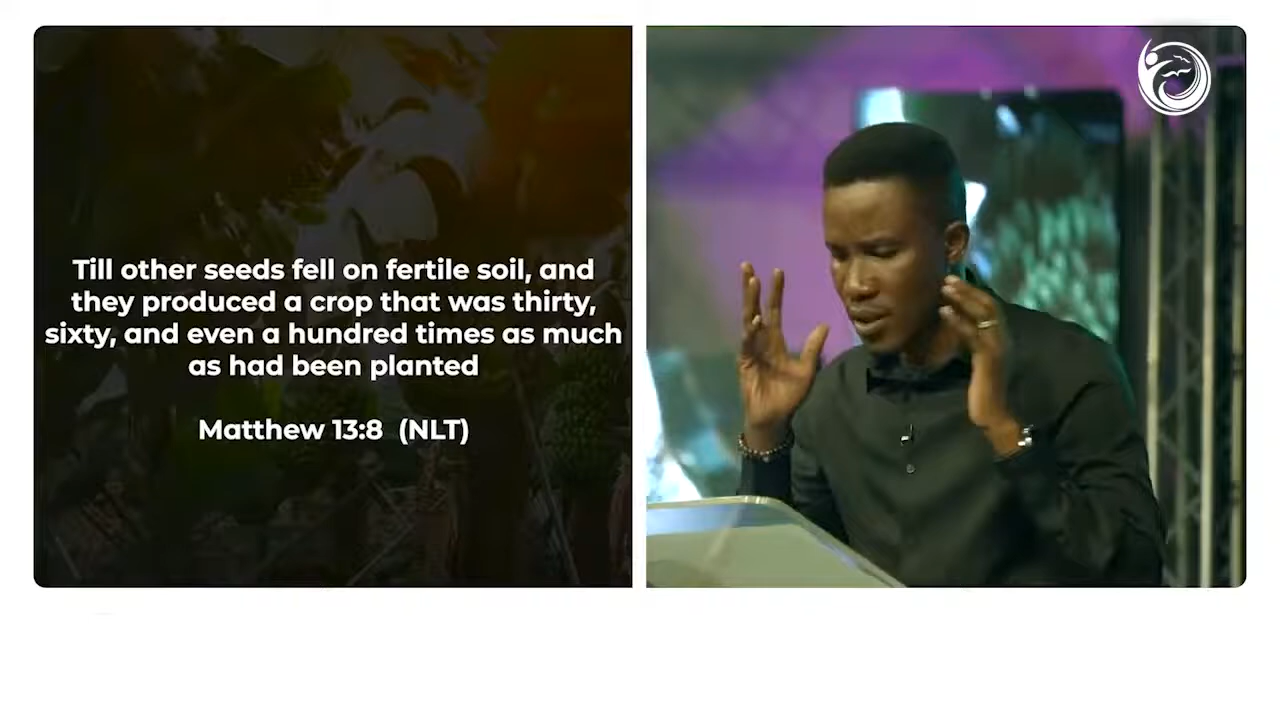 Till other seeds fell on fertile soil, and
they produced a crop that was thirty,
sixty, and even a hundred times as much
as had been planted
Matthew 13:8 (NLT)